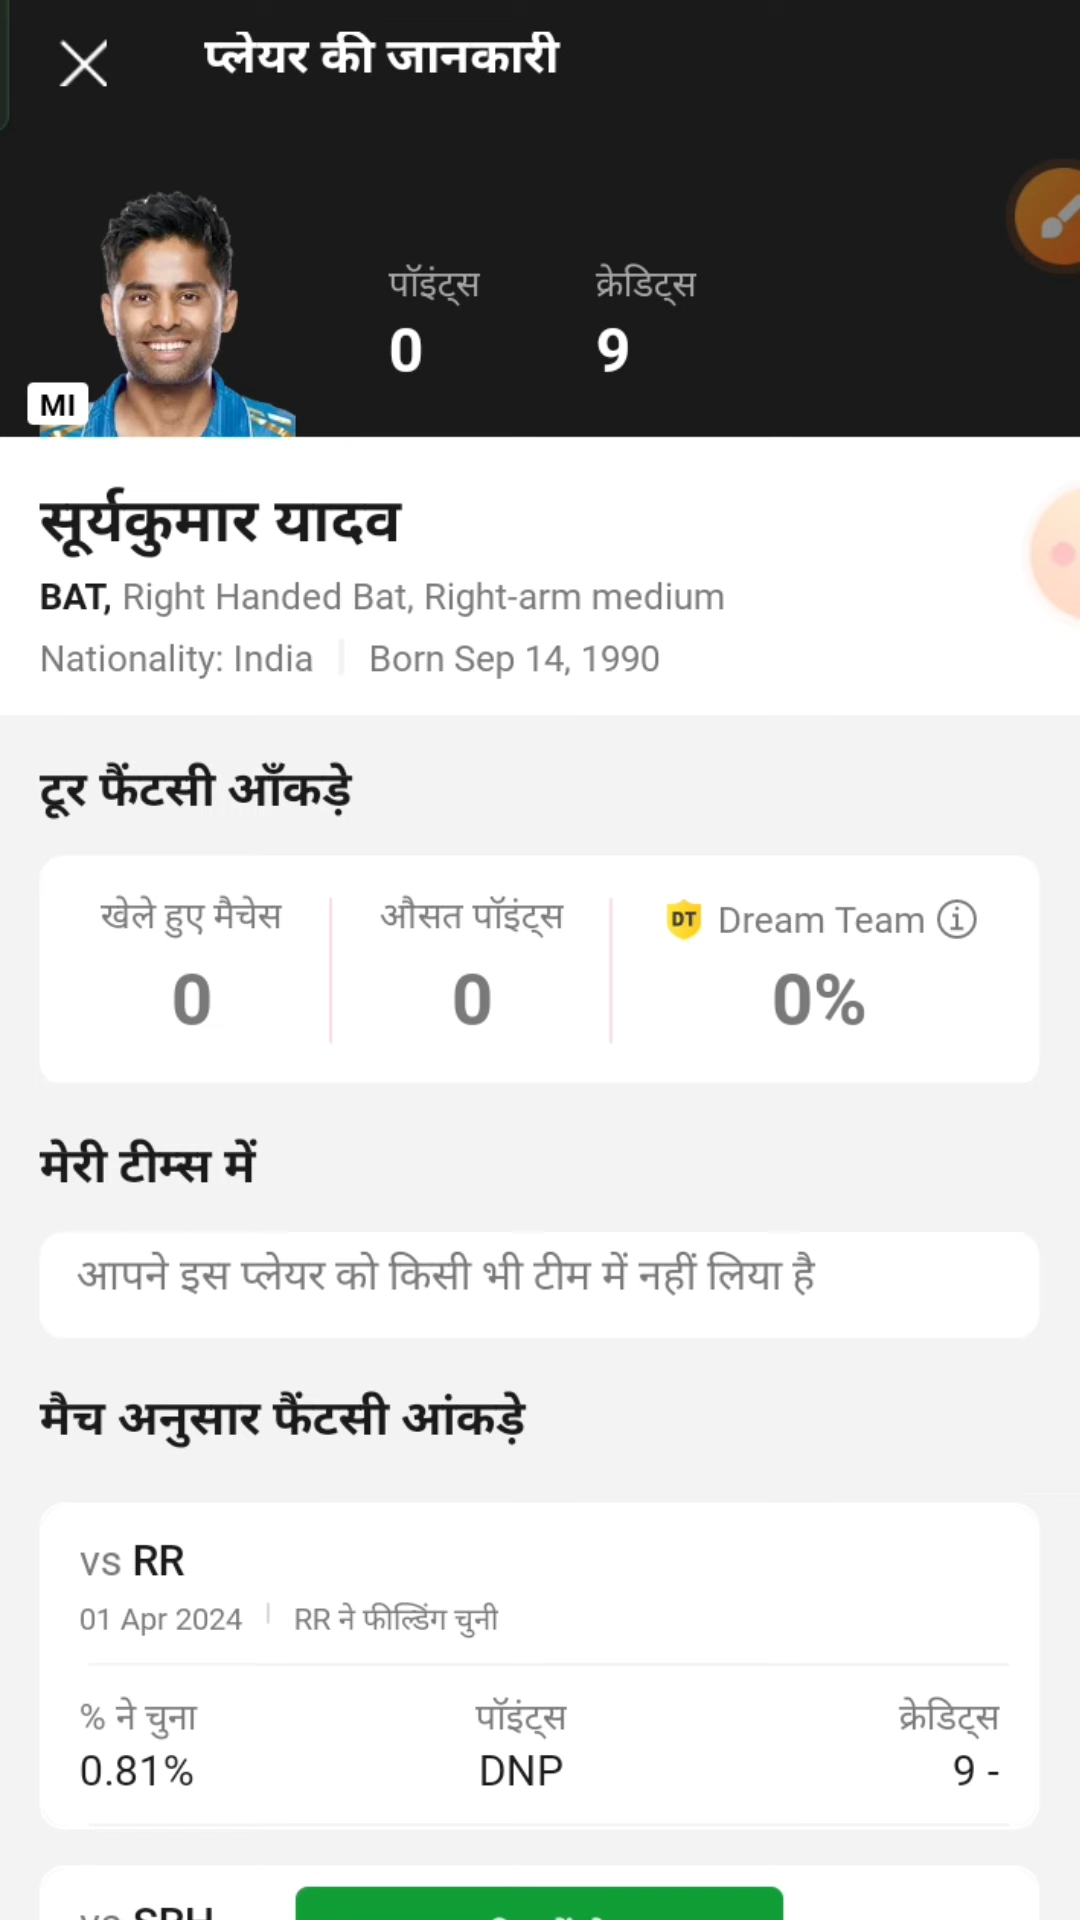 प्लेयर की जानकारी
पॉइंट्स
क्रेडिट्स
0
9
MI
सूर्यकुमार यादव
BAT, Right Handed Bat, Right-arm medium
Nationality: India
Born Sep 14, 1990
टूर फैंटसी आँकड़े
खेले हुए मैचेस
औसत पॉइंट्स
DT Dream Team
0
0
0%
मेरी टीम्स में
आपने इस प्लेयर को किसी भी टीम में नहीं लिया है
मैच अनुसार फैंटसी आंकड़े
vs RR
01 Apr 2024
RR ने फील्डिंग चुनी
% ने चुना
पॉइंट्स
क्रेडिट्स
0.81%
DNP
9 -
vs SRH